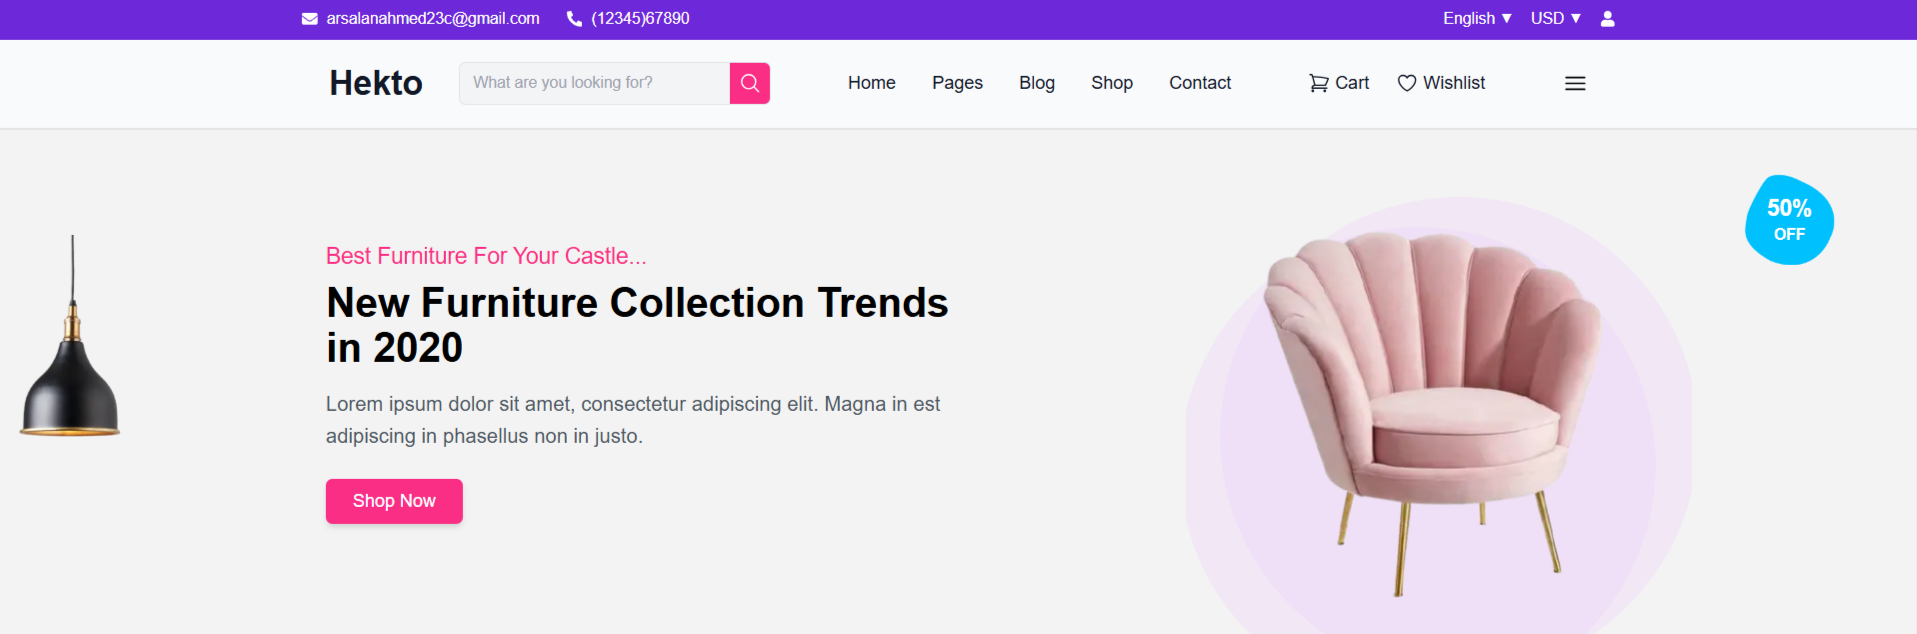 arsalanahmed23c@gmail.com (12345)67890 English ▼ USD ▼
Hekto What are you looking for? Home Pages Blog Shop Contact Cart Wishlist
50%
OFF
Best Furniture For Your Castle...
New Furniture Collection Trends
in 2020
Lorem ipsum dolor sit amet, consectetur adipiscing elit. Magna in est
adipiscing in phasellus non in justo.
Shop Now